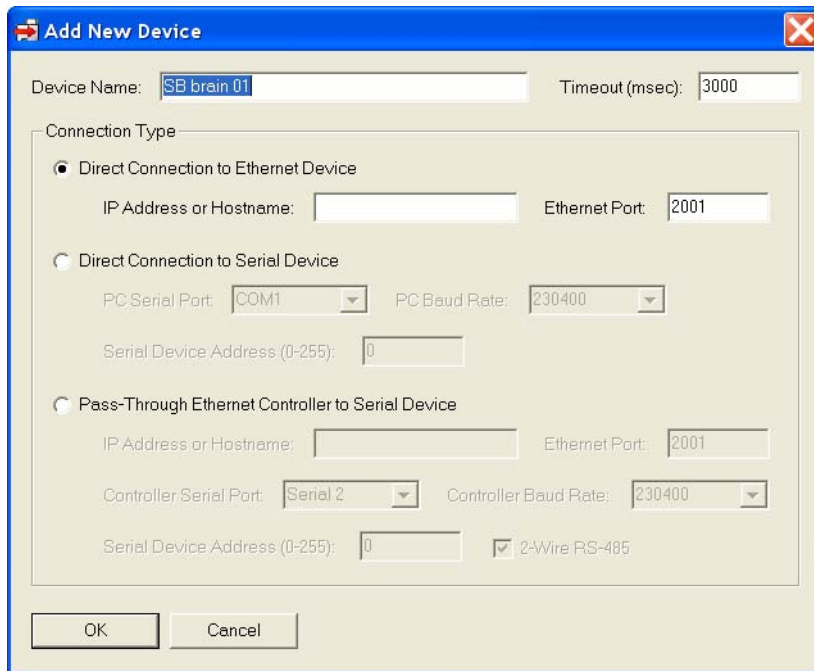 Add New Device
Device Name: SB brain 01 Timeout (msec): 3000
Connection Type
Direct Connection to Ethernet Device
IP Address or Hostname: Ethernet Port: 2001
Direct Connection to Serial Device
PC Serial Port: COM1 PC Baud Rate: 230400
Serial Device Address (0-255): 0
Pass-Through Ethernet Controller to Serial Device
IP Address or Hostname: Ethernet Port: 2001
Controller Serial Port: Serial 2 Controller Baud Rate: 230400
Serial Device Address (0-255): 0 2-Wire RS-485
OK Cancel